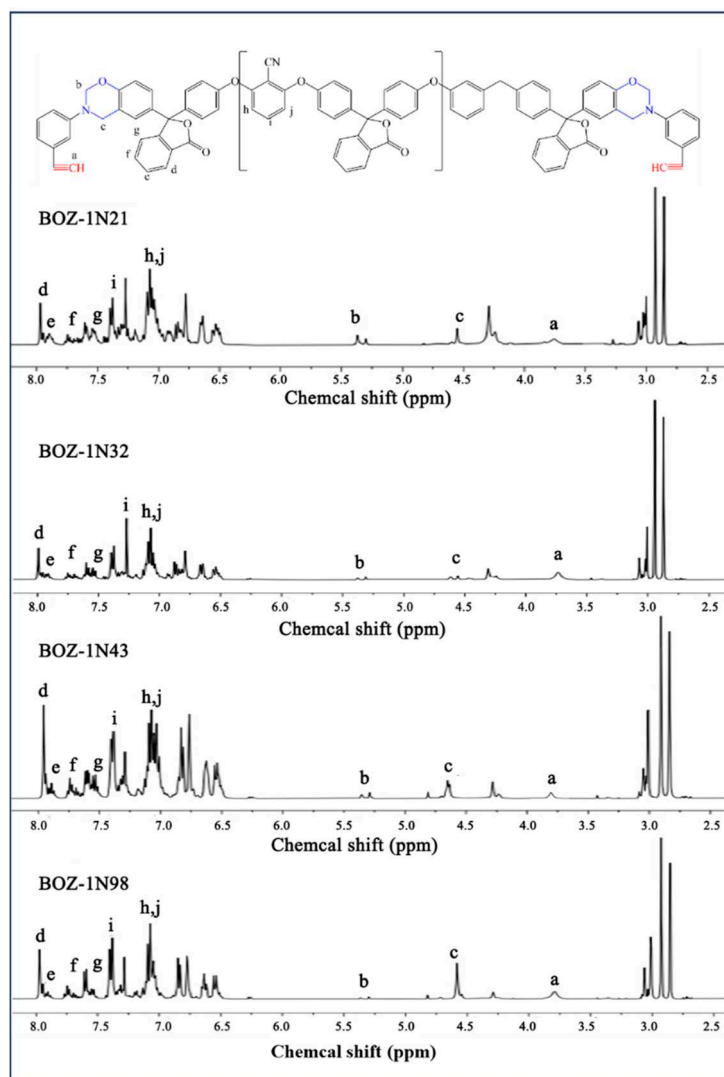 CN
b O O O O O O b
h i j
N N
c c
a g O O O
f O O O
e d
CH HC
BOZ-1N21
d e f g i h,j b c a
8.0 7.5 7.0 6.5 6.0 5.5 5.0 4.5 4.0 3.5 3.0 2.5
Chemcal shift (ppm)
BOZ-1N32
d e f g i h,j b c a
8.0 7.5 7.0 6.5 6.0 5.5 5.0 4.5 4.0 3.5 3.0 2.5
Chemcal shift (ppm)
BOZ-1N43
d e f g i h,j b c a
8.0 7.5 7.0 6.5 6.0 5.5 5.0 4.5 4.0 3.5 3.0 2.5
Chemcal shift (ppm)
BOZ-1N98
d e f g i h,j b c a
8.0 7.5 7.0 6.5 6.0 5.5 5.0 4.5 4.0 3.5 3.0 2.5
Chemcal shift (ppm)